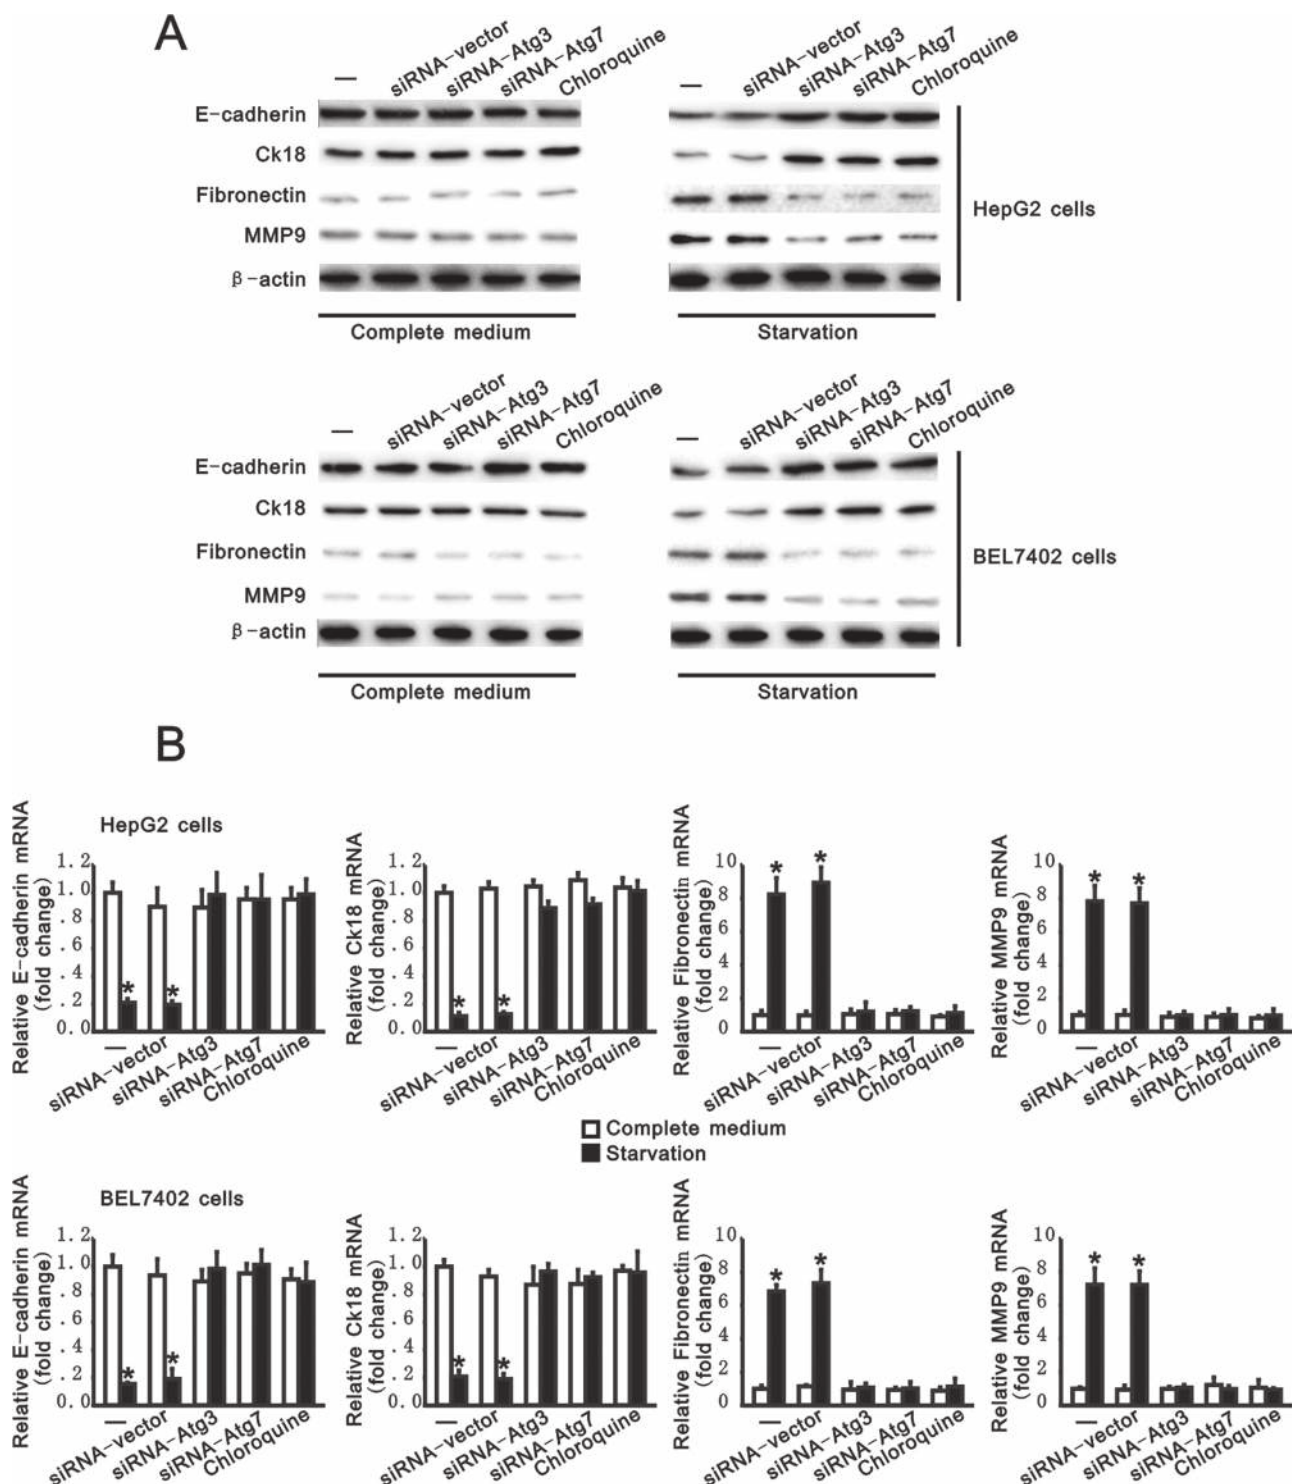 A
— siRNA-vector siRNA-Atg3 siRNA-Atg7 Chloroquine
— siRNA-vector siRNA-Atg3 siRNA-Atg7 Chloroquine
E-cadherin
Ck18
Fibronectin
MMP9
β-actin
HepG2 cells
Complete medium
Starvation
— siRNA-vector siRNA-Atg3 siRNA-Atg7 Chloroquine
— siRNA-vector siRNA-Atg3 siRNA-Atg7 Chloroquine
E-cadherin
Ck18
Fibronectin
MMP9
β-actin
BEL7402 cells
Complete medium
Starvation
B
HepG2 cells
Relative E-cadherin mRNA
(fold change)
1.2
1.0
.8
.6
.4
.2
0.0
* *
— siRNA-vector siRNA-Atg3 siRNA-Atg7 Chloroquine
Relative Ck18 mRNA
(fold change)
1.2
1.0
.8
.6
.4
.2
0.0
* *
— siRNA-vector siRNA-Atg3 siRNA-Atg7 Chloroquine
Relative Fibronectin mRNA
(fold change)
10
8
6
4
2
0
* *
— siRNA-vector siRNA-Atg3 siRNA-Atg7 Chloroquine
Relative MMP9 mRNA
(fold change)
10
8
6
4
2
0
* *
— siRNA-vector siRNA-Atg3 siRNA-Atg7 Chloroquine
Complete medium
Starvation
BEL7402 cells
Relative E-cadherin mRNA
(fold change)
1.2
1.0
.8
.6
.4
.2
0.0
* *
— siRNA-vector siRNA-Atg3 siRNA-Atg7 Chloroquine
Relative Ck18 mRNA
(fold change)
1.2
1.0
.8
.6
.4
.2
0.0
* *
— siRNA-vector siRNA-Atg3 siRNA-Atg7 Chloroquine
Relative Fibronectin mRNA
(fold change)
10
8
6
4
2
0
* *
— siRNA-vector siRNA-Atg3 siRNA-Atg7 Chloroquine
Relative MMP9 mRNA
(fold change)
10
8
6
4
2
0
* *
— siRNA-vector siRNA-Atg3 siRNA-Atg7 Chloroquine